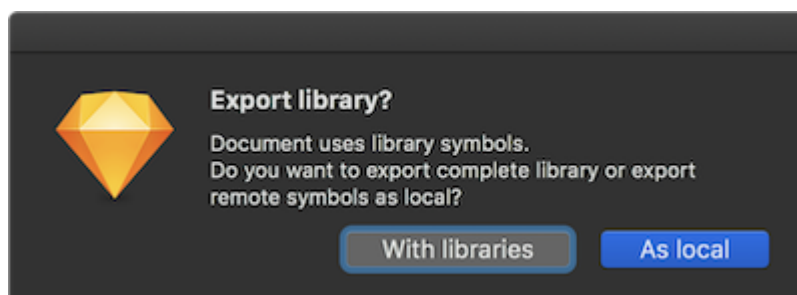 Export library?
Document uses library symbols.
Do you want to export complete library or export
remote symbols as local?
With libraries
As local